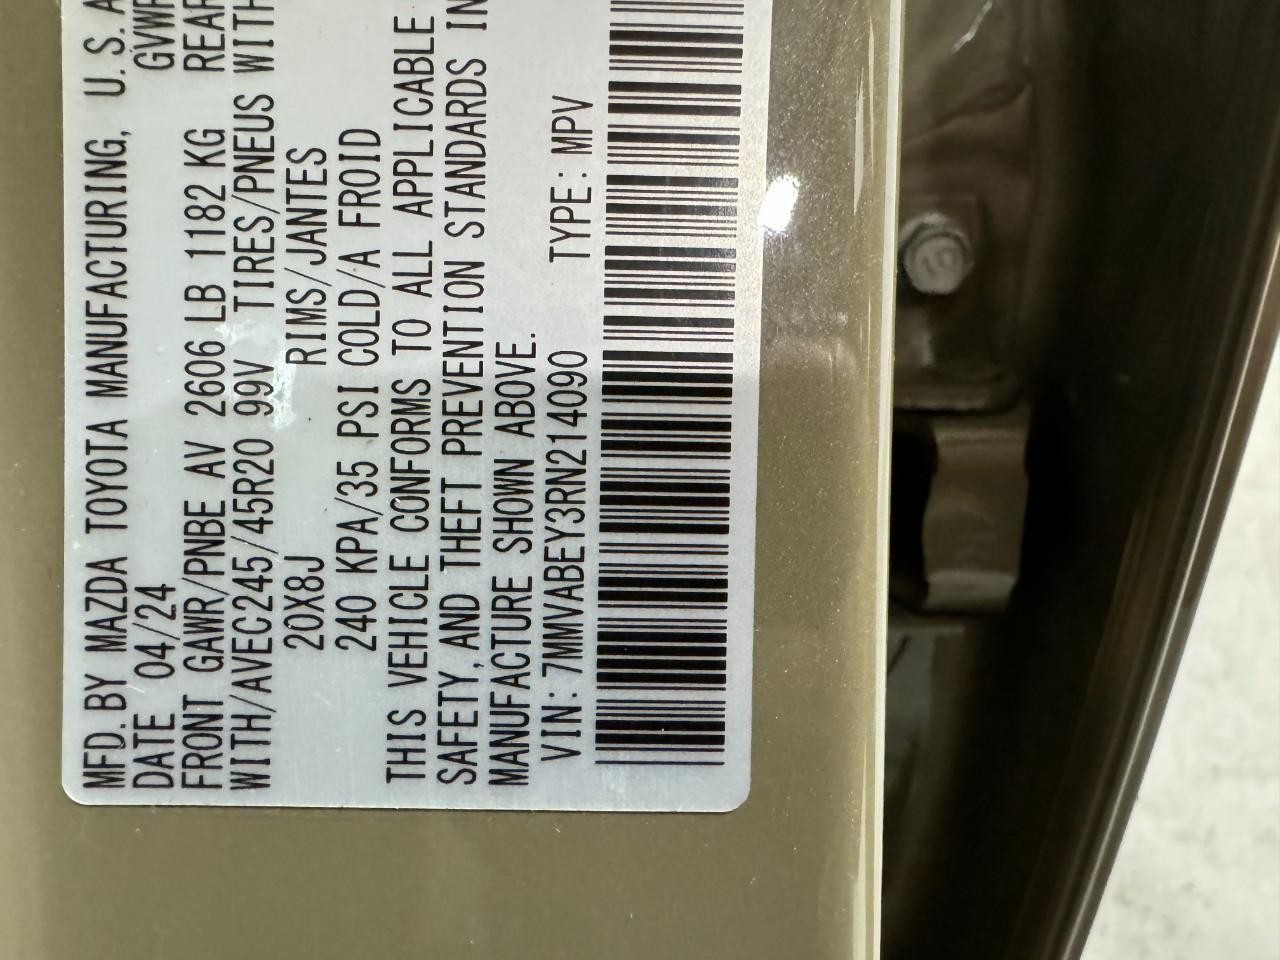 MFD. BY MAZDA TOYOTA MANUFACTURING, U. S. A
DATE 04/24 GVWR
FRONT GAWR/PNBE AV 2606 LB 1182 KG REAR
WITH/AVEC245/45R20 99V TIRES/PNEUS WITH
20X8J RIMS/JANTES
240 KPA/35 PSI COLD/A FROID
THIS VEHICLE CONFORMS TO ALL APPLICABLE
SAFETY, AND THEFT PREVENTION STANDARDS IN
MANUFACTURE SHOWN ABOVE.
VIN: 7MMVABEY3RN214090 TYPE: MPV